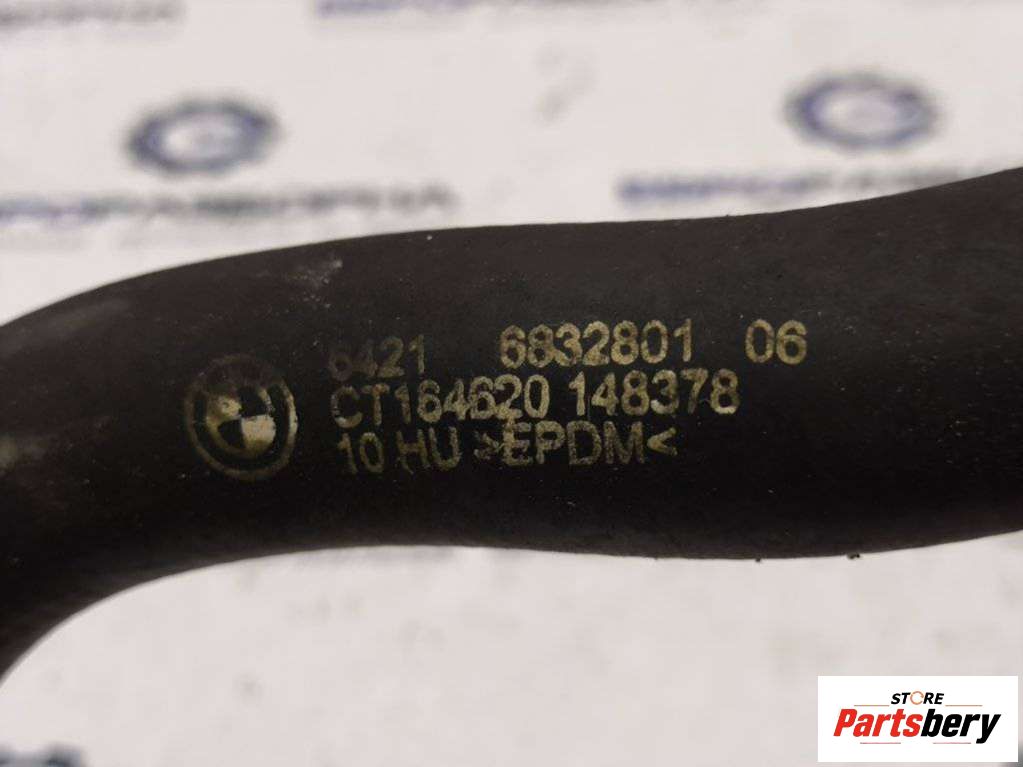 6421 6832801 06
CT164620 148378
10 HU >EPDM<
STORE
Partsbery